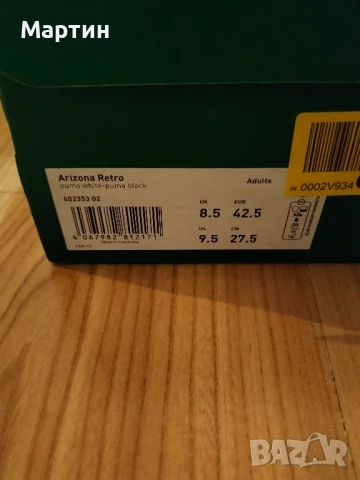 Мартин
Arizona Retro
puma white-puma black
Adults
402353 02
UK
EUR
8.5
42.5
US
CM
9.5
27.5
4 067982 812171
IN 0002V934
BAZAR